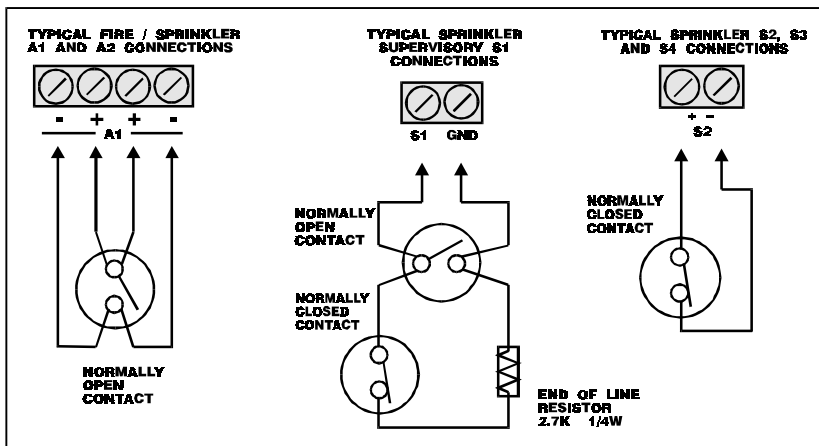 TYPICAL FIRE / SPRINKLER
A1 AND A2 CONNECTIONS
- + + -
A1
NORMALLY
OPEN
CONTACT
TYPICAL SPRINKLER
SUPERVISORY S1
CONNECTIONS
S1 GND
NORMALLY
OPEN
CONTACT
NORMALLY
CLOSED
CONTACT
END OF LINE
RESISTOR
2.7K 1/4W
TYPICAL SPRINKLER S2, S3
AND S4 CONNECTIONS
+ -
S2
NORMALLY
CLOSED
CONTACT